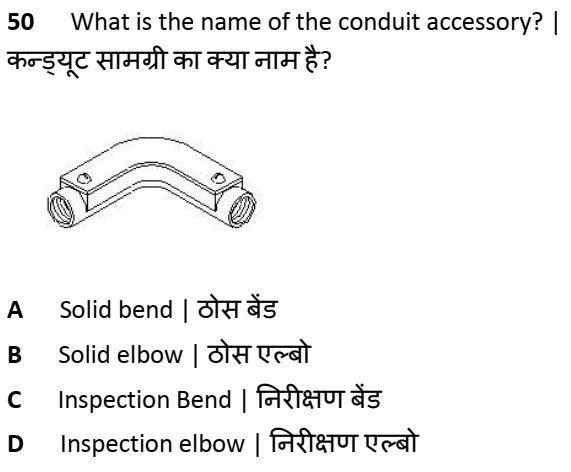 50 What is the name of the conduit accessory? |
कन्ड्यूट सामग्री का क्या नाम है?
A Solid bend | ठोस बेंड
B Solid elbow | ठोस एल्बो
C Inspection Bend | निरीक्षण बेंड
D Inspection elbow | निरीक्षण एल्बो